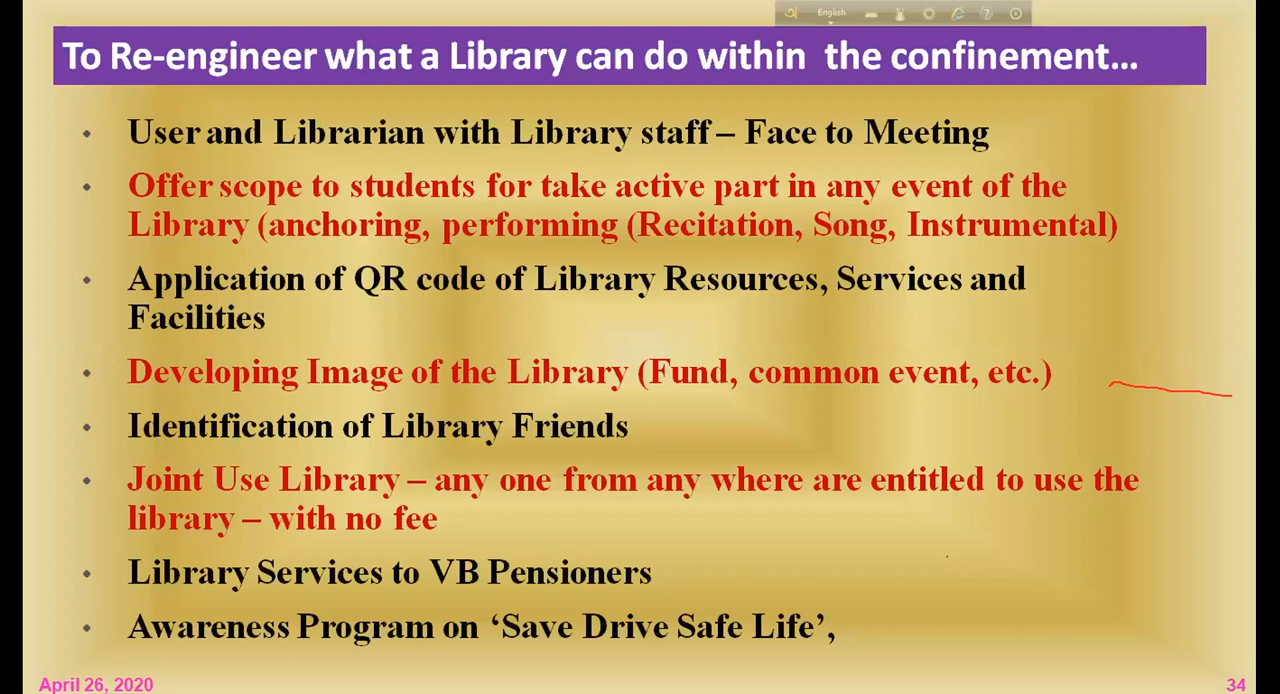 English
To Re-engineer what a Library can do within the confinement...
• User and Librarian with Library staff – Face to Meeting
• Offer scope to students for take active part in any event of the
Library (anchoring, performing (Recitation, Song, Instrumental)
• Application of QR code of Library Resources, Services and
Facilities
• Developing Image of the Library (Fund, common event, etc.)
• Identification of Library Friends
• Joint Use Library – any one from any where are entitled to use the
library – with no fee
• Library Services to VB Pensioners
• Awareness Program on ‘Save Drive Safe Life’,
April 26, 2020
34